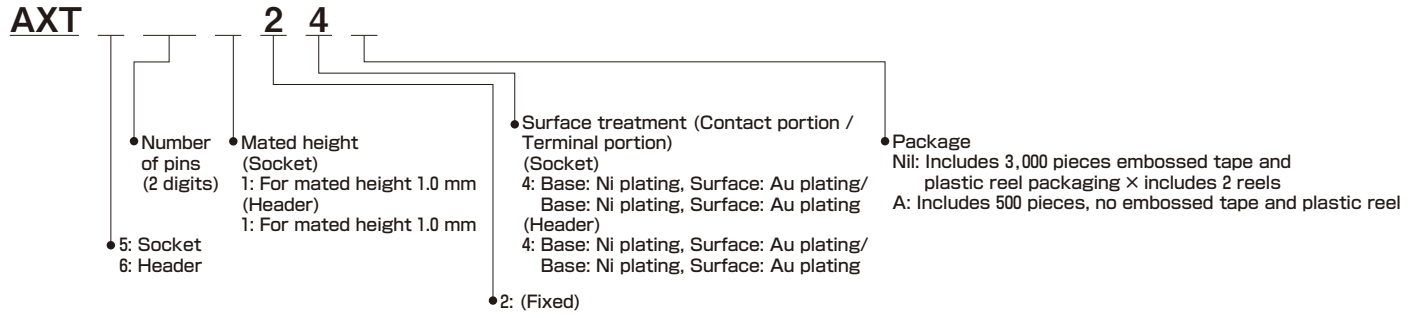 AXT 2 4
Number
of pins
(2 digits)
Mated height
(Socket)
1: For mated height 1.0 mm
(Header)
1: For mated height 1.0 mm
5: Socket
6: Header
Surface treatment (Contact portion /
Terminal portion)
(Socket)
4: Base: Ni plating, Surface: Au plating/
Base: Ni plating, Surface: Au plating
(Header)
4: Base: Ni plating, Surface: Au plating/
Base: Ni plating, Surface: Au plating
2: (Fixed)
Package
Nil: Includes 3,000 pieces embossed tape and
plastic reel packaging × includes 2 reels
A: Includes 500 pieces, no embossed tape and plastic reel